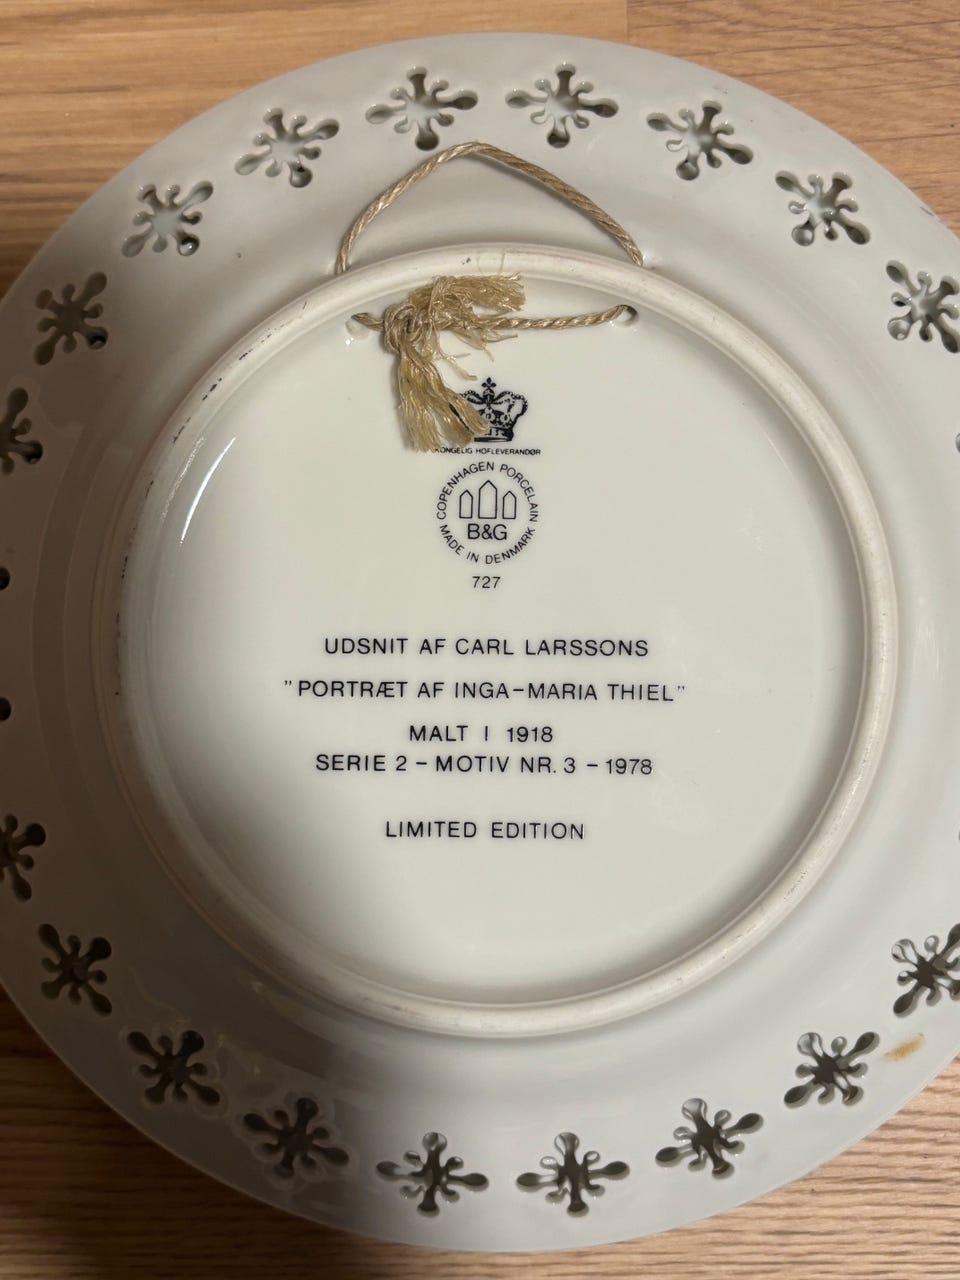 KONGELIG HOFLEVERANDØR
COPENHAGEN PORCELAIN
B&G
MADE IN DENMARK
727
UDSNIT AF CARL LARSSONS
"PORTRÆT AF INGA-MARIA THIEL"
MALT I 1918
SERIE 2 - MOTIV NR. 3 - 1978
LIMITED EDITION